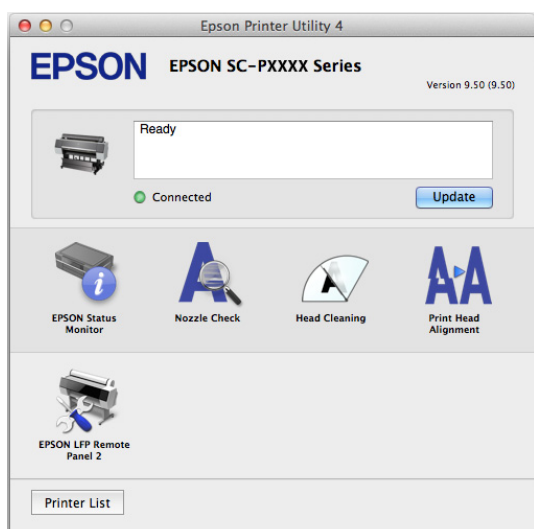 Epson Printer Utility 4
EPSON
EPSON SC-PXXXX Series
Version 9.50 (9.50)
Ready
Connected
Update
EPSON Status
Monitor
Nozzle Check
Head Cleaning
Print Head
Alignment
EPSON LFP Remote
Panel 2
Printer List